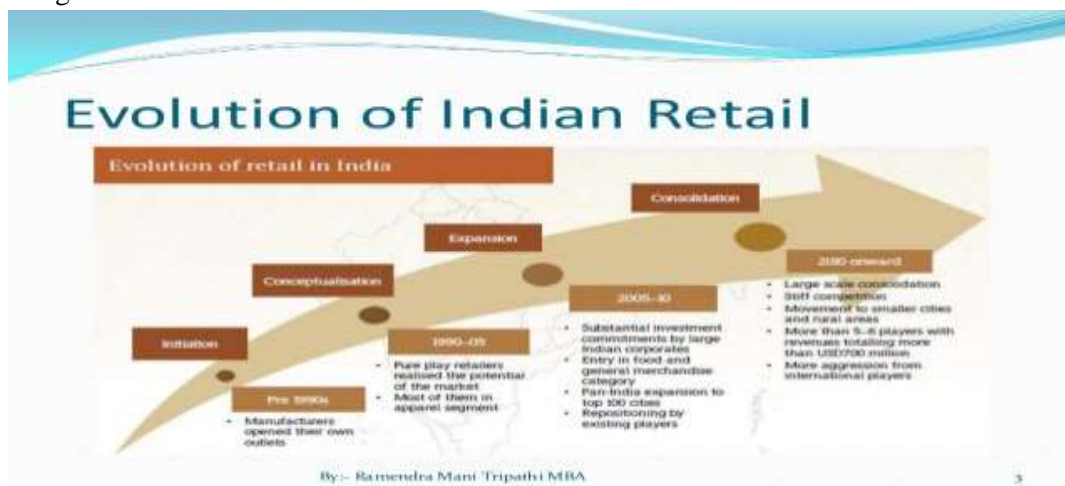 Evolution of Indian Retail
Evolution of retail in India
Initiation
Pre 1990s
• Manufacturers
opened their own
outlets
Conceptualisation
1990-05
• Pure play retailers
realised the potential
of the market
• Most of them in
apparel segment
Expansion
2005-10
• Substantial investment
commitments by large
Indian corporates
• Entry in food and
general merchandise
category
• Pan-India expansion to
top 100 cities
• Repositioning by
existing players
Consolidation
2010 onward
• Large scale consolidation
• Stiff competition
• Movement to smaller cities
and rural areas
• More than 5-6 players with
revenues totalling more
than USD700 million
• More aggression from
international players
By:- Ramendra Mani Tripathi MBA
3